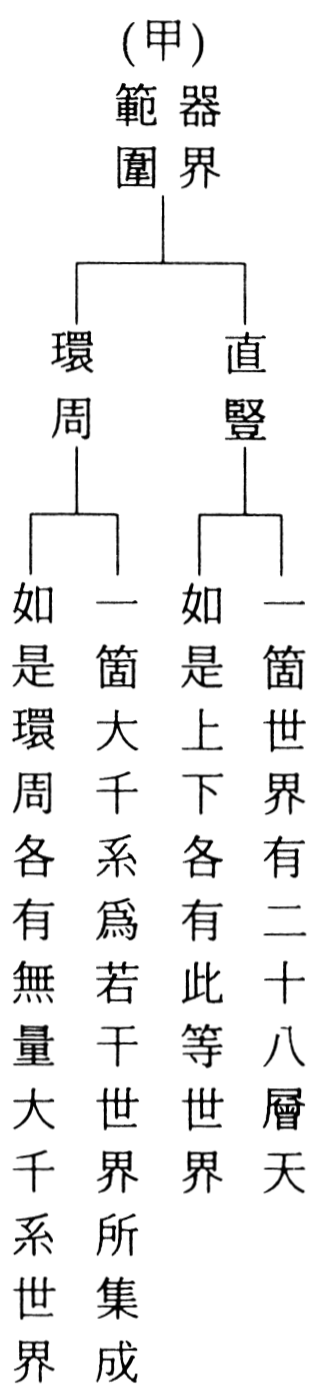 (甲)
器界
範圍
直豎
一箇世界有二十八層天
如是上下各有此等世界
環周
一箇大千系爲若干世界所集成
如是環周各有無量大千系世界